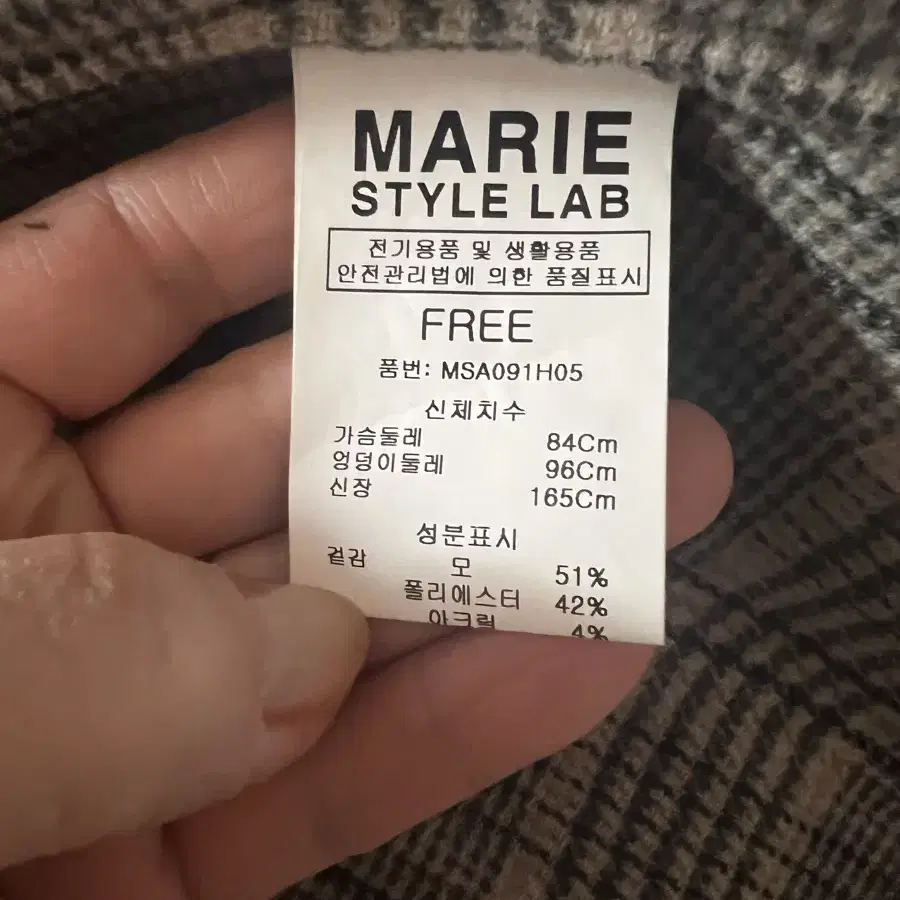 MARIE
STYLE LAB
전기용품 및 생활용품
안전관리법에 의한 품질표시
FREE
품번: MSA091H05
신체치수
가슴둘레 84Cm
엉덩이둘레 96Cm
신장 165Cm
성분표시
겉감 모 51%
폴리에스터 42%
아크릴 4%